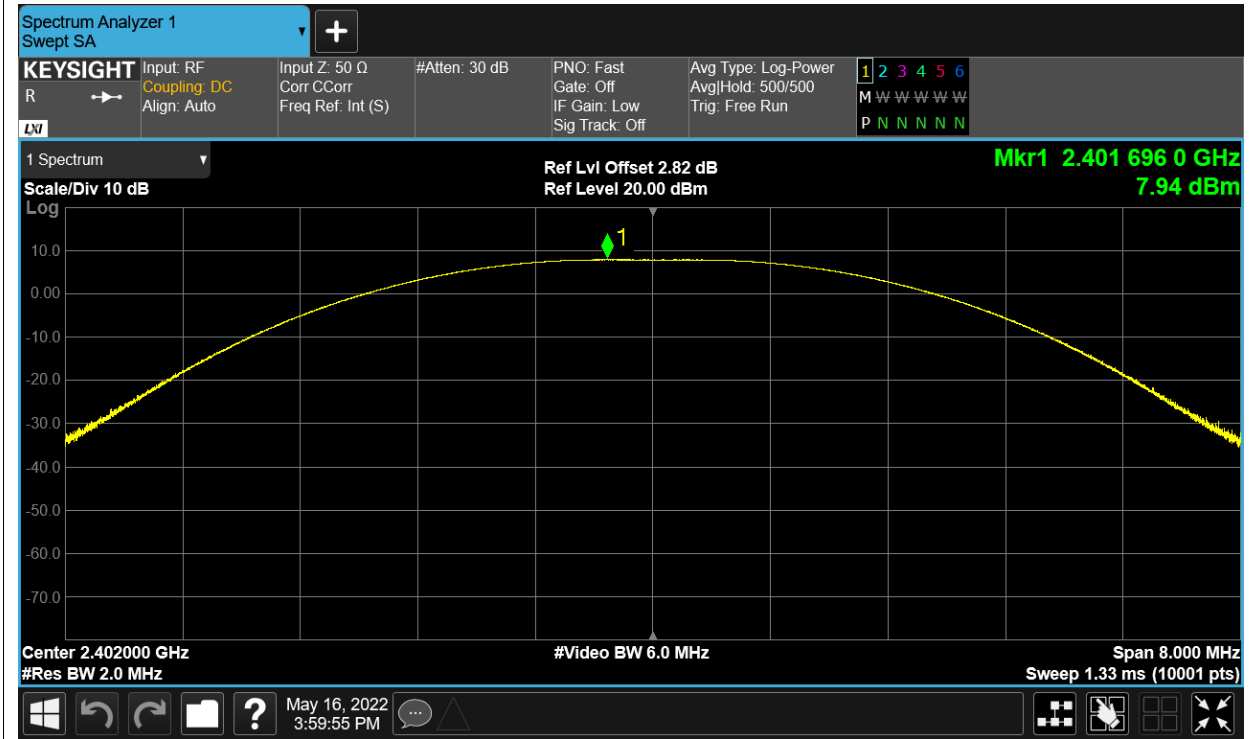 Spectrum Analyzer 1
Swept SA
+
KEYSIGHT
R
LXI
Input: RF
Coupling: DC
Align: Auto
Input Z: 50 Ω
Corr CCorr
Freq Ref: Int (S)
#Atten: 30 dB
PNO: Fast
Gate: Off
IF Gain: Low
Sig Track: Off
Avg Type: Log-Power
Avg|Hold: 500/500
Trig: Free Run
1 2 3 4 5 6
M W W W W W
P N N N N N
1 Spectrum
Scale/Div 10 dB
Ref Lvl Offset 2.82 dB
Ref Level 20.00 dBm
Mkr1 2.401 696 0 GHz
7.94 dBm
Log
1
10.0
0.00
-10.0
-20.0
-30.0
-40.0
-50.0
-60.0
-70.0
Center 2.402000 GHz
#Video BW 6.0 MHz
Span 8.000 MHz
#Res BW 2.0 MHz
Sweep 1.33 ms (10001 pts)
?
May 16, 2022
3:59:55 PM